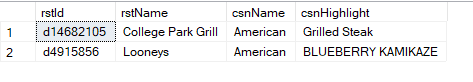 rstId rstName csnName csnHighlight
1 d14682105 College Park Grill American Grilled Steak
2 d4915856 Looneys American BLUEBERRY KAMIKAZE